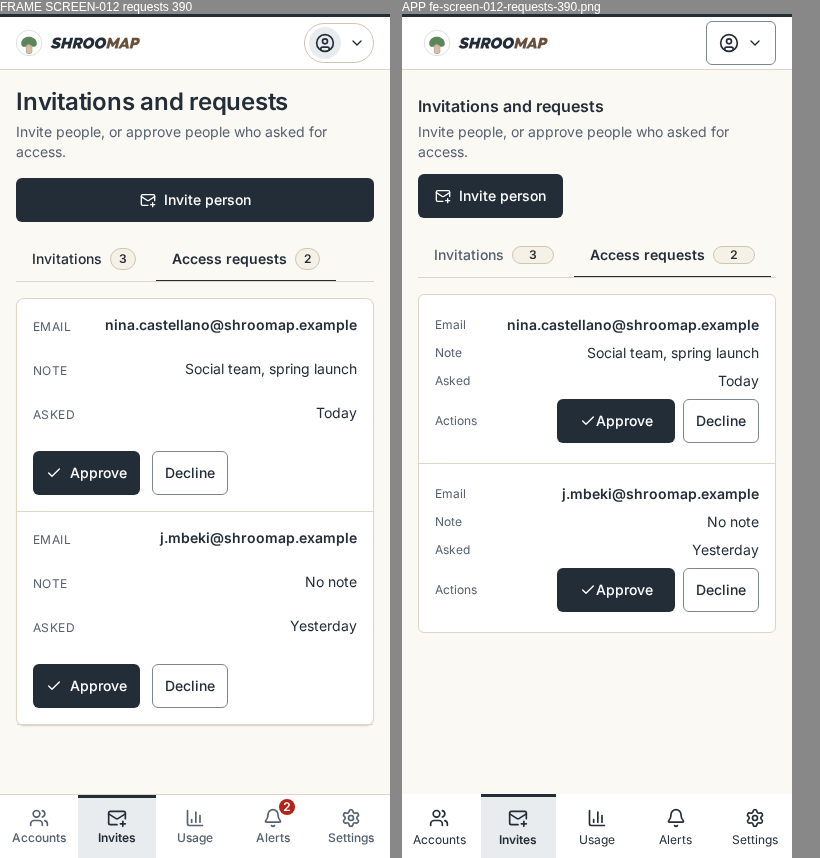 FRAME SCREEN-012 requests 390
SHROOMAP
Invitations and requests
Invite people, or approve people who asked for
access.
Invite person
Invitations 3 Access requests 2
EMAIL nina.castellano@shroomap.example
NOTE Social team, spring launch
ASKED Today
Approve Decline
EMAIL j.mbeki@shroomap.example
NOTE No note
ASKED Yesterday
Approve Decline
2
Accounts Invites Usage Alerts Settings
APP fe-screen-012-requests-390.png
SHROOMAP
Invitations and requests
Invite people, or approve people who asked for
access.
Invite person
Invitations 3 Access requests 2
Email nina.castellano@shroomap.example
Note Social team, spring launch
Asked Today
Actions Approve Decline
Email j.mbeki@shroomap.example
Note No note
Asked Yesterday
Actions Approve Decline
Accounts Invites Usage Alerts Settings